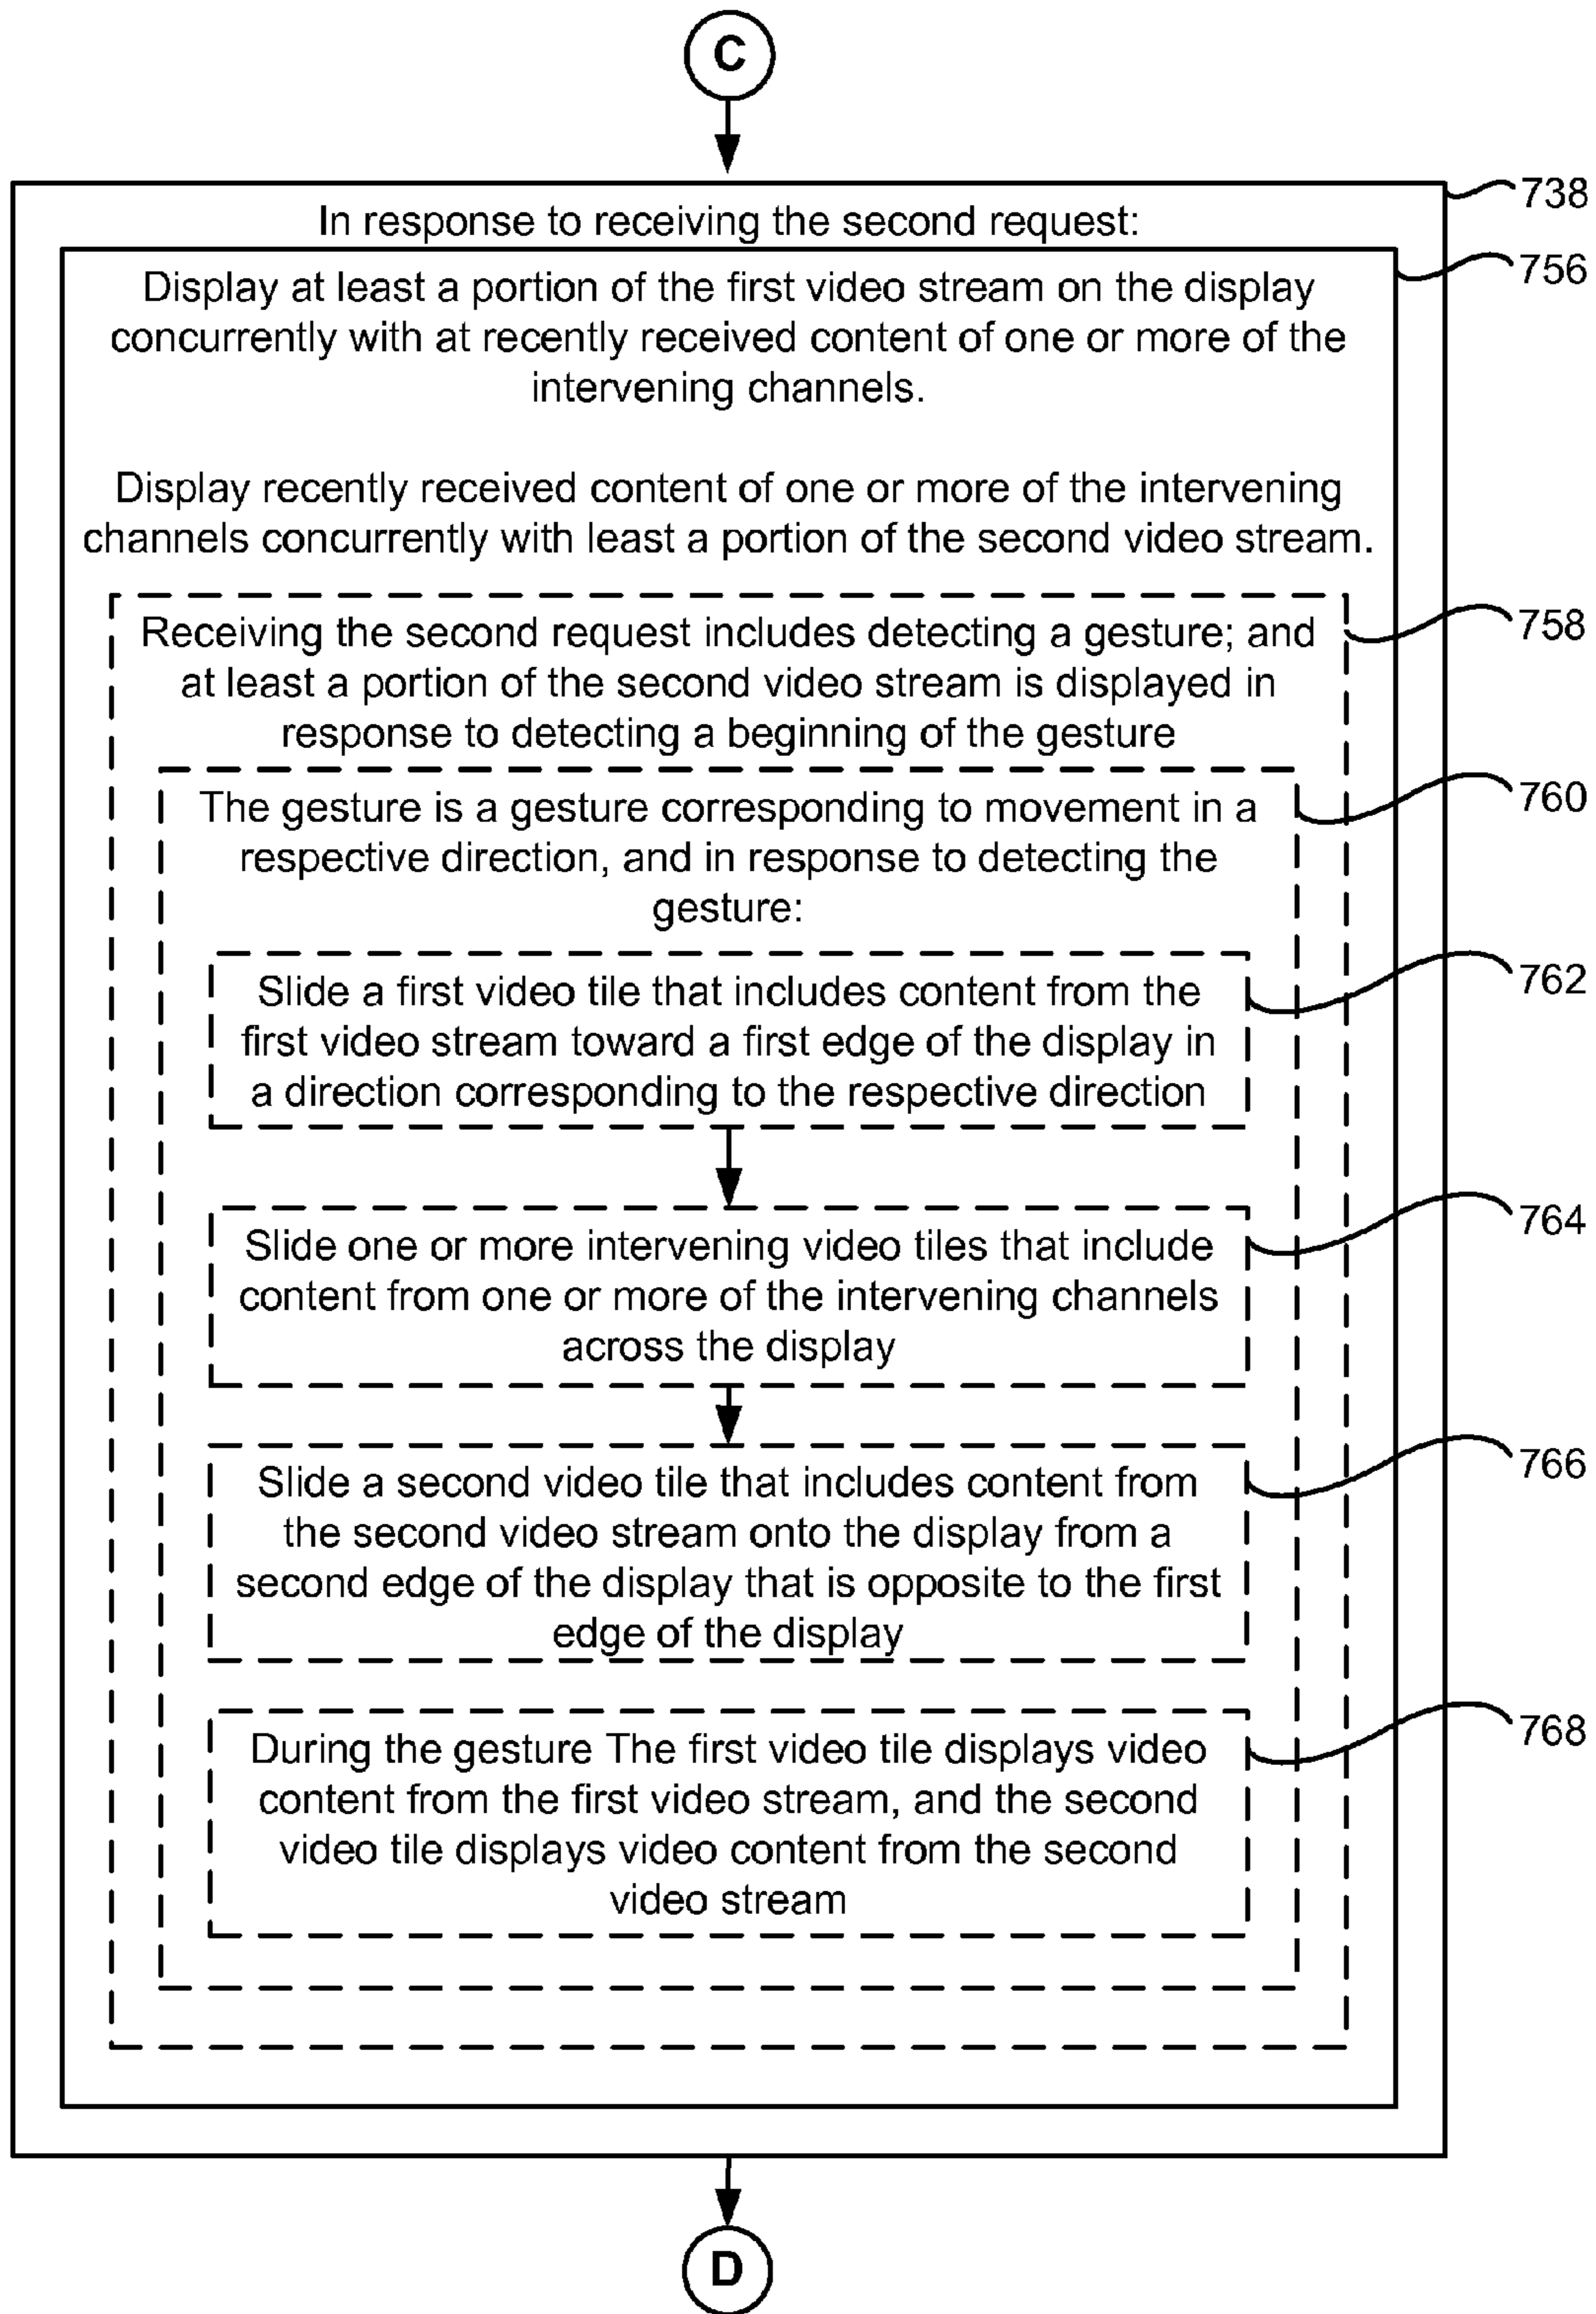 C
738
In response to receiving the second request:
756
Display at least a portion of the first video stream on the display
concurrently with at recently received content of one or more of the
intervening channels.
Display recently received content of one or more of the intervening
channels concurrently with least a portion of the second video stream.
758
Receiving the second request includes detecting a gesture; and
at least a portion of the second video stream is displayed in
response to detecting a beginning of the gesture
760
The gesture is a gesture corresponding to movement in a
respective direction, and in response to detecting the
gesture:
762
Slide a first video tile that includes content from the
first video stream toward a first edge of the display in
a direction corresponding to the respective direction
764
Slide one or more intervening video tiles that include
content from one or more of the intervening channels
across the display
766
Slide a second video tile that includes content from
the second video stream onto the display from a
second edge of the display that is opposite to the first
edge of the display
768
During the gesture The first video tile displays video
content from the first video stream, and the second
video tile displays video content from the second
video stream
D